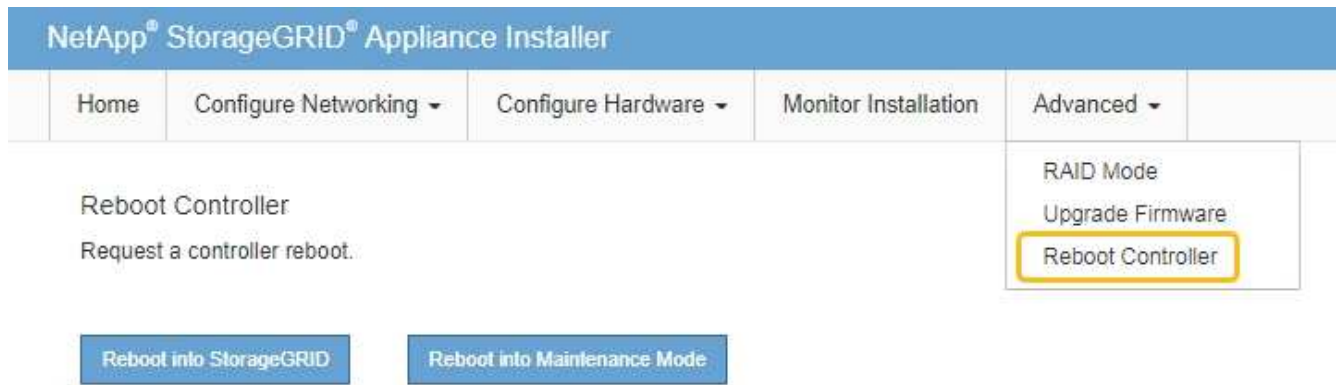 NetApp® StorageGRID® Appliance Installer
Home Configure Networking Configure Hardware Monitor Installation Advanced
RAID Mode
Upgrade Firmware
Reboot Controller
Reboot Controller
Request a controller reboot.
Reboot into StorageGRID Reboot into Maintenance Mode